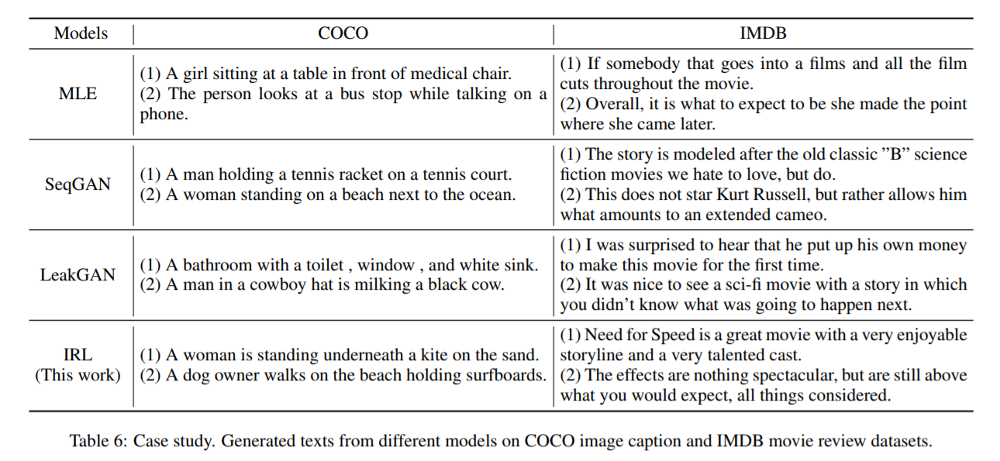 Models COCO IMDB
MLE
(1) A girl sitting at a table in front of medical chair.
(2) The person looks at a bus stop while talking on a
phone.
(1) If somebody that goes into a films and all the film
cuts throughout the movie.
(2) Overall, it is what to expect to be she made the point
where she came later.
SeqGAN
(1) A man holding a tennis racket on a tennis court.
(2) A woman standing on a beach next to the ocean.
(1) The story is modeled after the old classic ”B” science
fiction movies we hate to love, but do.
(2) This does not star Kurt Russell, but rather allows him
what amounts to an extended cameo.
LeakGAN
(1) A bathroom with a toilet , window , and white sink.
(2) A man in a cowboy hat is milking a black cow.
(1) I was surprised to hear that he put up his own money
to make this movie for the first time.
(2) It was nice to see a sci-fi movie with a story in which
you didn’t know what was going to happen next.
IRL
(This work)
(1) A woman is standing underneath a kite on the sand.
(2) A dog owner walks on the beach holding surfboards.
(1) Need for Speed is a great movie with a very enjoyable
storyline and a very talented cast.
(2) The effects are nothing spectacular, but are still above
what you would expect, all things considered.
Table 6: Case study. Generated texts from different models on COCO image caption and IMDB movie review datasets.